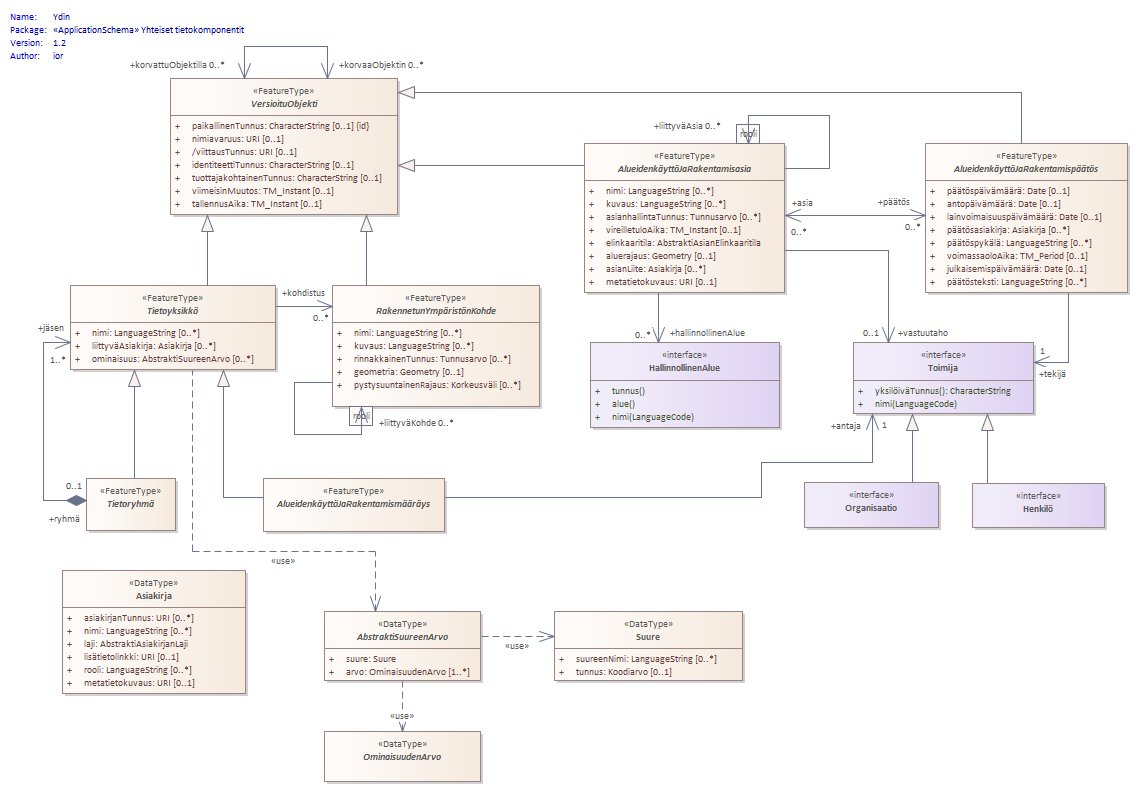 Name: Ydin
Package: «ApplicationSchema» Yhteiset tietokomponentit
Version: 1.2
Author: ior
+korvattuObjektilla 0..*
+korvaaObjektin 0..*
«FeatureType»
VersioituObjekti
+ paikallinenTunnus: CharacterString [0..1] {id}
+ nimiavaruus: URI [0..1]
+ /viittausTunnus: URI [0..1]
+ identiteettiTunnus: CharacterString [0..1]
+ tuottajakohtainenTunnus: CharacterString [0..1]
+ viimeisinMuutos: TM_Instant [0..1]
+ tallennusAika: TM_Instant [0..1]
+liittyväAsia 0..*
rooli
«FeatureType»
AlueidenkäyttöJaRakentamisasia
+ nimi: LanguageString [0..*]
+ kuvaus: LanguageString [0..*]
+ asianhallintaTunnus: Tunnusarvo [0..*]
+ vireilletuloAika: TM_Instant [0..1]
+ elinkaaritila: AbstraktiAsianElinkaaritila
+ aluerajaus: Geometry [0..1]
+ asianLiite: Asiakirja [0..*]
+ metatietokuvaus: URI [0..1]
+asia
0..*
+päätös
0..*
«FeatureType»
AlueidenkäyttöJaRakentamispäätös
+ päätöspäivämäärä: Date [0..1]
+ antopäivämäärä: Date [0..1]
+ lainvoimaisuuspäivämäärä: Date [0..1]
+ päätösasiakirja: Asiakirja [0..*]
+ päätöspykälä: LanguageString [0..*]
+ voimassaoloAika: TM_Period [0..1]
+ julkaisemispäivämäärä: Date [0..1]
+ päätösteksti: LanguageString [0..*]
«FeatureType»
Tietoyksikkö
+ nimi: LanguageString [0..*]
+ liittyväAsiakirja: Asiakirja [0..*]
+ ominaisuus: AbstraktiSuureenArvo [0..*]
+kohdistus
0..*
«FeatureType»
RakennetunYmpäristönKohde
+ nimi: LanguageString [0..*]
+ kuvaus: LanguageString [0..*]
+ rinnakkainenTunnus: Tunnusarvo [0..*]
+ geometria: Geometry [0..1]
+ pystysuuntainenRajaus: Korkeusväli [0..*]
rooli
+liittyväKohde 0..*
+jäsen
1..*
0..*
+hallinnollinenAlue
«interface»
HallinnollinenAlue
+ tunnus()
+ alue()
+ nimi(LanguageCode)
0..1
+vastuutaho
«interface»
Toimija
+ yksilöiväTunnus(): CharacterString
+ nimi(LanguageCode)
1
+tekijä
+antaja
1
0..1
+ryhmä
«FeatureType»
Tietoryhmä
«FeatureType»
AlueidenkäyttöJaRakentamismääräys
«interface»
Organisaatio
«interface»
Henkilö
«use»
«DataType»
Asiakirja
+ asiakirjanTunnus: URI [0..*]
+ nimi: LanguageString [0..*]
+ laji: AbstraktiAsiakirjanLaji
+ lisätietolinkki: URI [0..1]
+ rooli: LanguageString [0..*]
+ metatietokuvaus: URI [0..1]
«DataType»
AbstraktiSuureenArvo
+ suure: Suure
+ arvo: OminaisuudenArvo [1..*]
«use»
«DataType»
Suure
+ suureenNimi: LanguageString [0..*]
+ tunnus: Koodiarvo [0..1]
«use»
«DataType»
OminaisuudenArvo